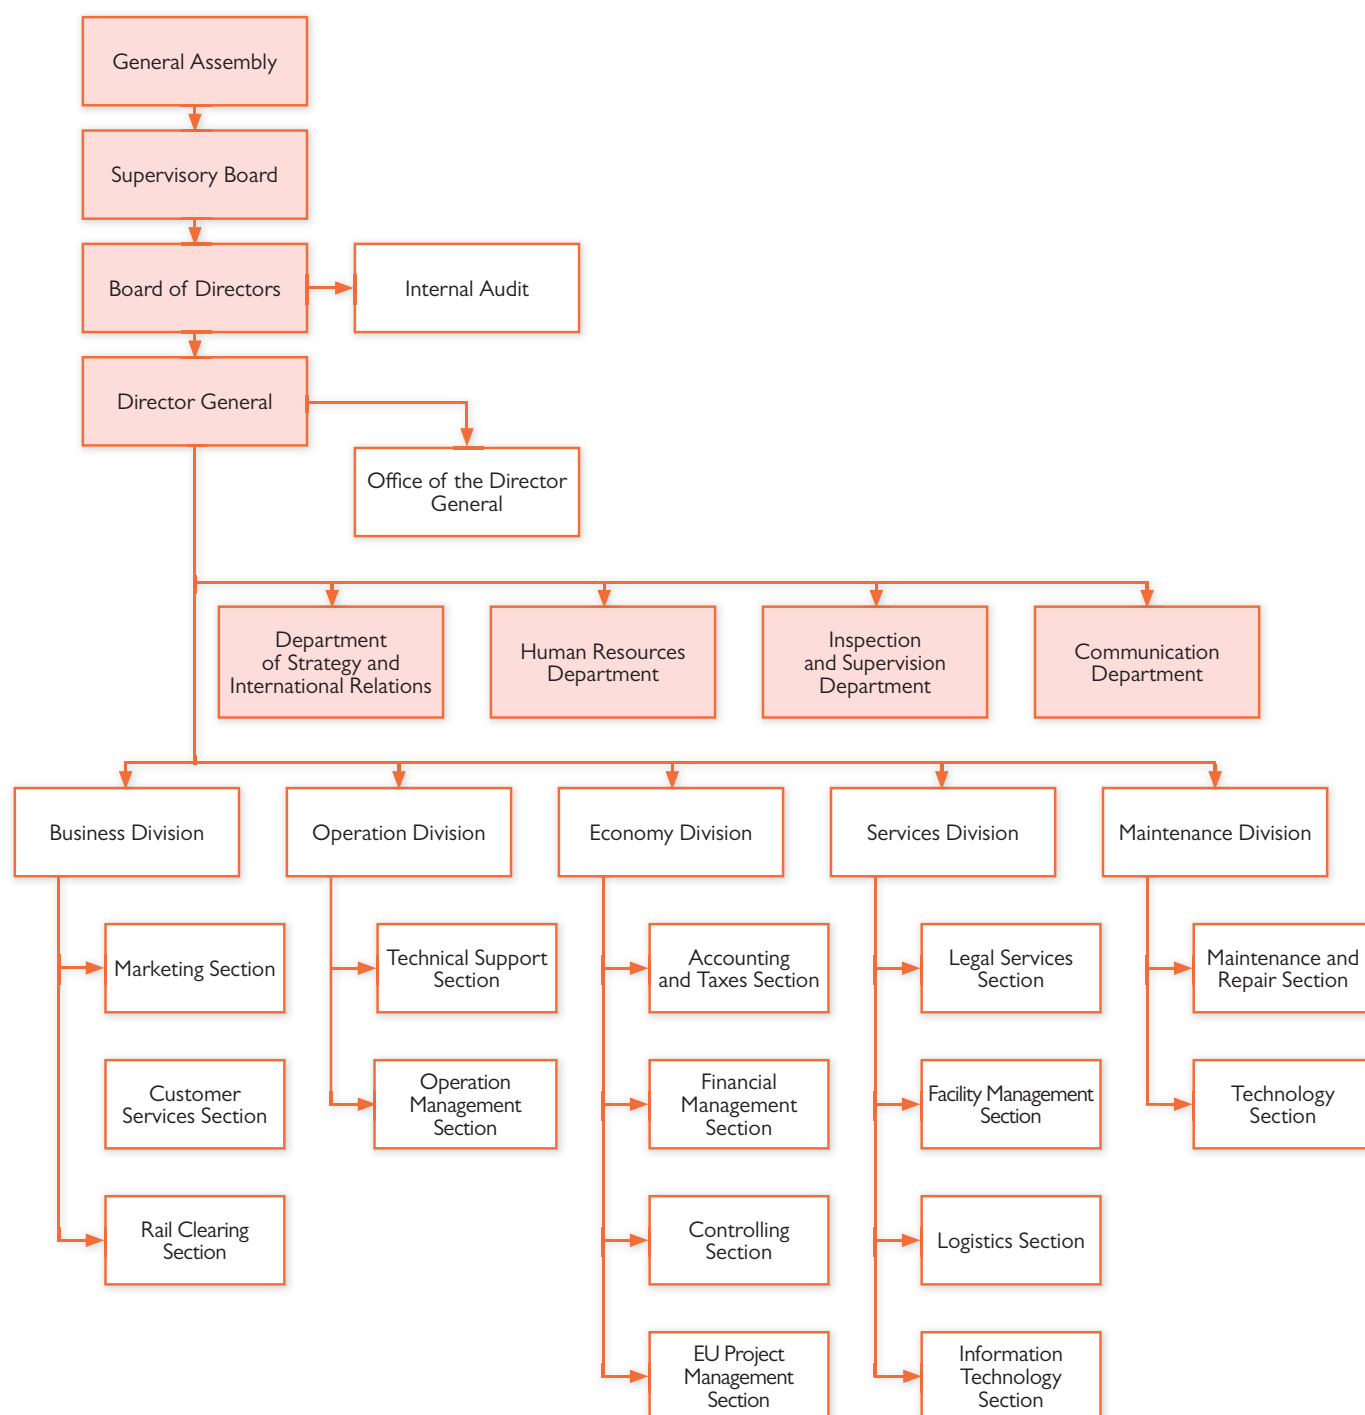 General Assembly
Supervisory Board
Board of Directors
Internal Audit
Director General
Office of the Director
General
Department
of Strategy and
International Relations
Human Resources
Department
Inspection
and Supervision
Department
Communication
Department
Business Division
Operation Division
Economy Division
Services Division
Maintenance Division
Marketing Section
Technical Support
Section
Accounting
and Taxes Section
Legal Services
Section
Maintenance and
Repair Section
Customer
Services Section
Operation
Management
Section
Financial
Management
Section
Facility Management
Section
Technology
Section
Rail Clearing
Section
Controlling
Section
Logistics Section
EU Project
Management
Section
Information
Technology
Section